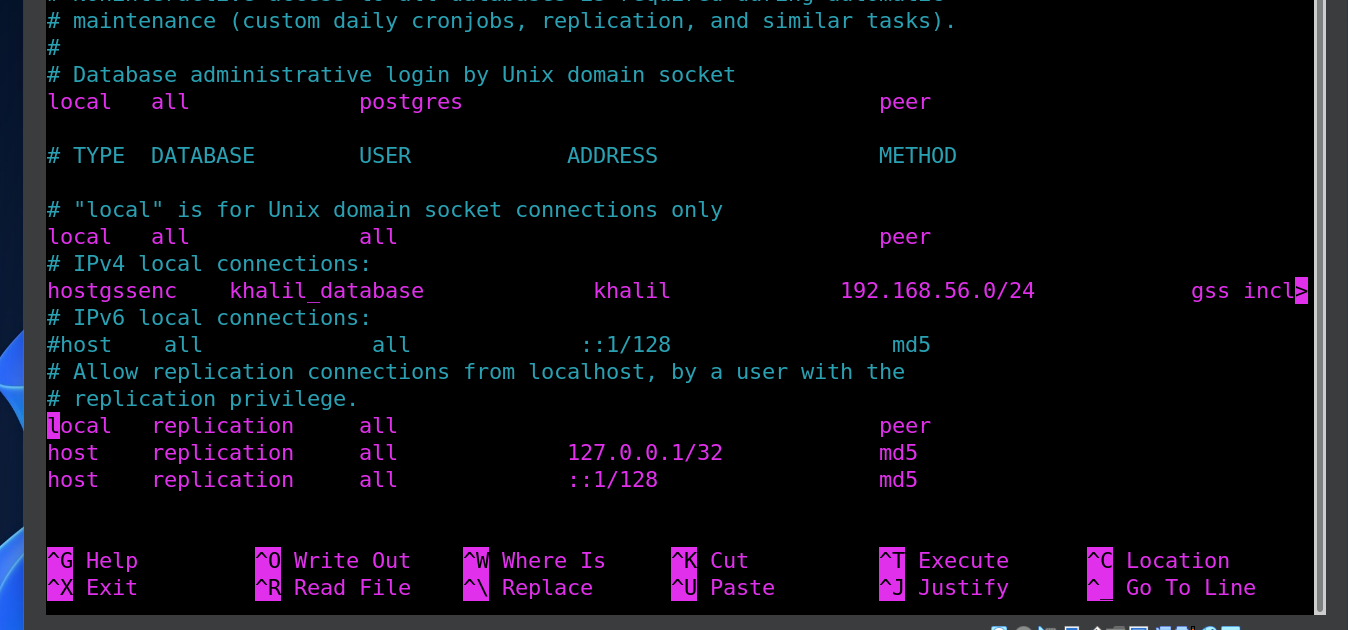 # maintenance (custom daily cronjobs, replication, and similar tasks).
#
# Database administrative login by Unix domain socket
local   all             postgres                                peer

# TYPE  DATABASE        USER            ADDRESS                 METHOD

# "local" is for Unix domain socket connections only
local   all             all                                     peer
# IPv4 local connections:
hostgssenc    khalil_database             khalil             192.168.56.0/24            gss incl>
# IPv6 local connections:
#host    all             all             ::1/128                 md5
# Allow replication connections from localhost, by a user with the
# replication privilege.
local   replication     all                                     peer
host    replication     all             127.0.0.1/32            md5
host    replication     all             ::1/128                 md5

^G Help         ^O Write Out    ^W Where Is     ^K Cut          ^T Execute      ^C Location
^X Exit         ^R Read File    ^\ Replace      ^U Paste        ^J Justify      ^_ Go To Line